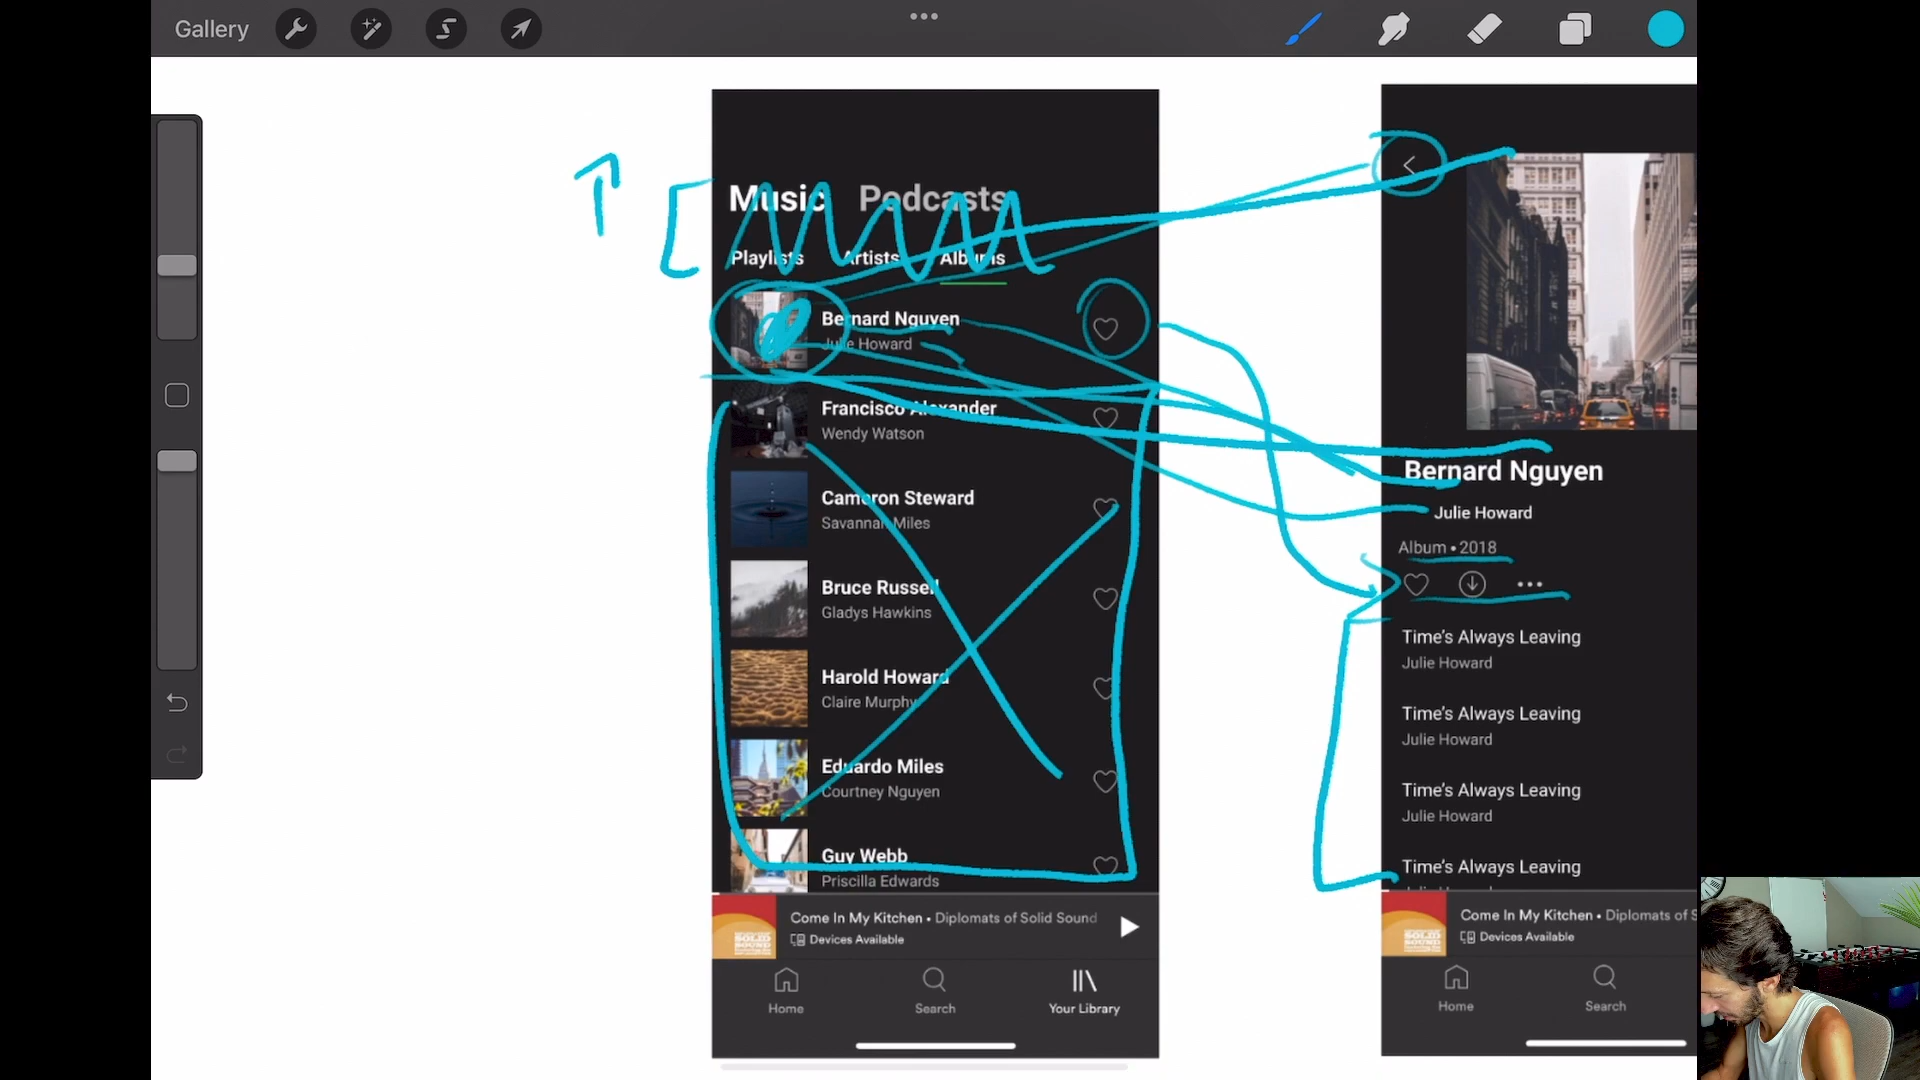 Gallery
Music Podcasts
Playlists Artists Albums
Bernard Nguyen
Julie Howard
Francisco Alexander
Wendy Watson
Cameron Steward
Savannah Miles
Bruce Russell
Gladys Hawkins
Harold Howard
Claire Murphy
Eduardo Miles
Courtney Nguyen
Guy Webb
Priscilla Edwards
Come In My Kitchen • Diplomats of Solid Sound
Devices Available
SOLID
SOUND
Home Search Your Library
Bernard Nguyen
Julie Howard
Album • 2018
Time's Always Leaving
Julie Howard
Time's Always Leaving
Julie Howard
Time's Always Leaving
Julie Howard
Time's Always Leaving
Come In My Kitchen • Diplomats of S
Devices Available
SOLID
SOUND
Home Search